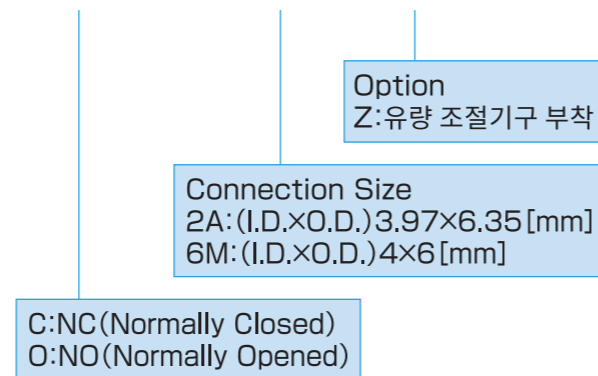 Option
Z:유량 조절기구 부착
Connection Size
2A:(I.D.×O.D.)3.97×6.35[mm]
6M:(I.D.×O.D.)4×6[mm]
C:NC(Normally Closed)
O:NO(Normally Opened)